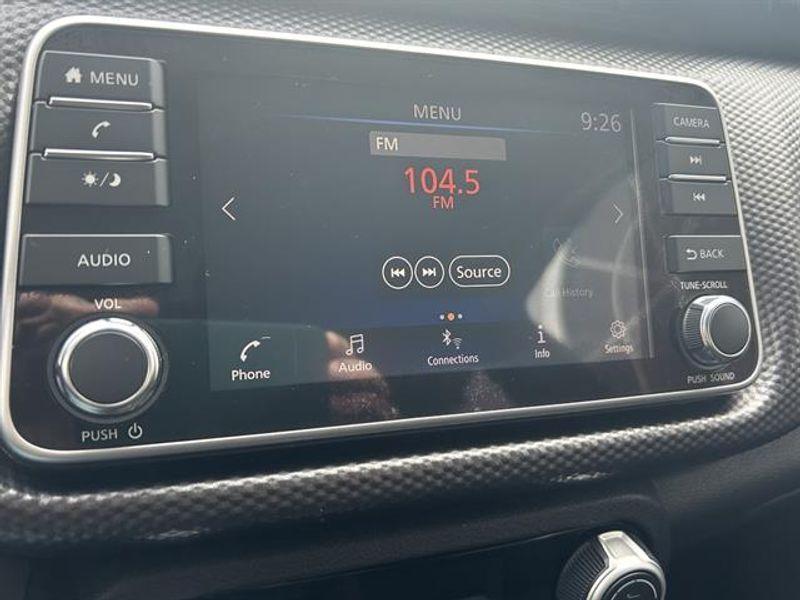 MENU
AUDIO
VOL
PUSH
MENU
9:26
FM
104.5
FM
Source
Call History
Phone
Audio
Connections
Info
Settings
CAMERA
BACK
TUNE-SCROLL
PUSH SOUND